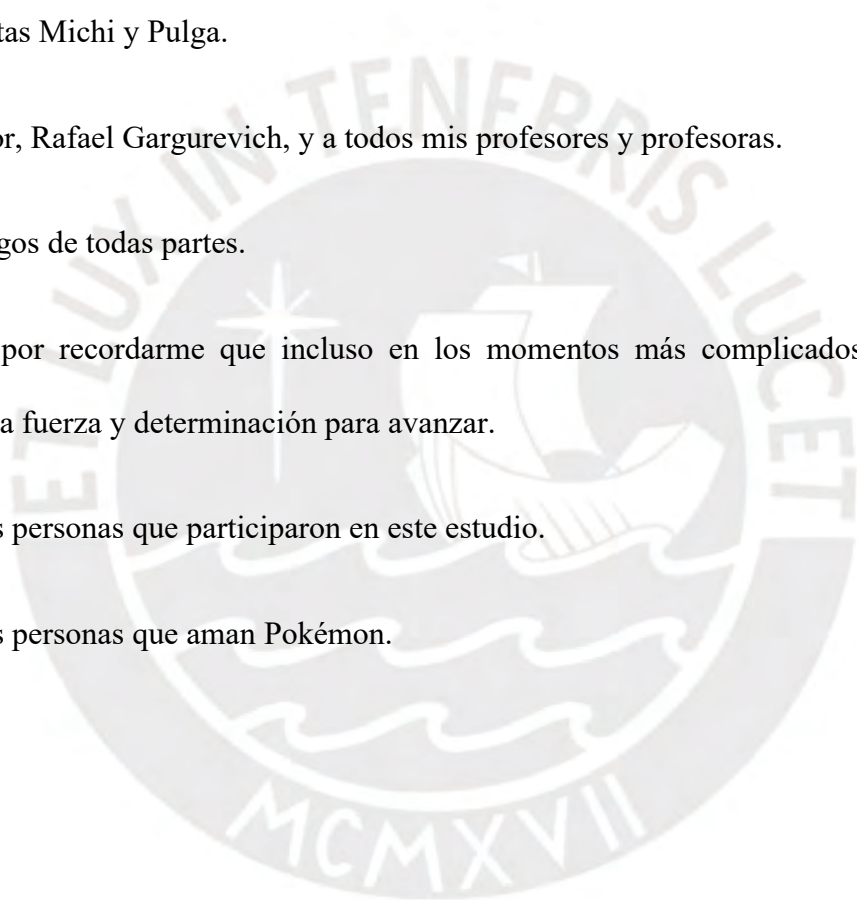 tas Michi y Pulga.
or, Rafael Gargurevich, y a todos mis profesores y profesoras.
gos de todas partes.
por recordarme que incluso en los momentos más complicados
a fuerza y determinación para avanzar.
s personas que participaron en este estudio.
s personas que aman Pokémon.
ET LUX IN TENEBRIS LUCET
MCMXVII